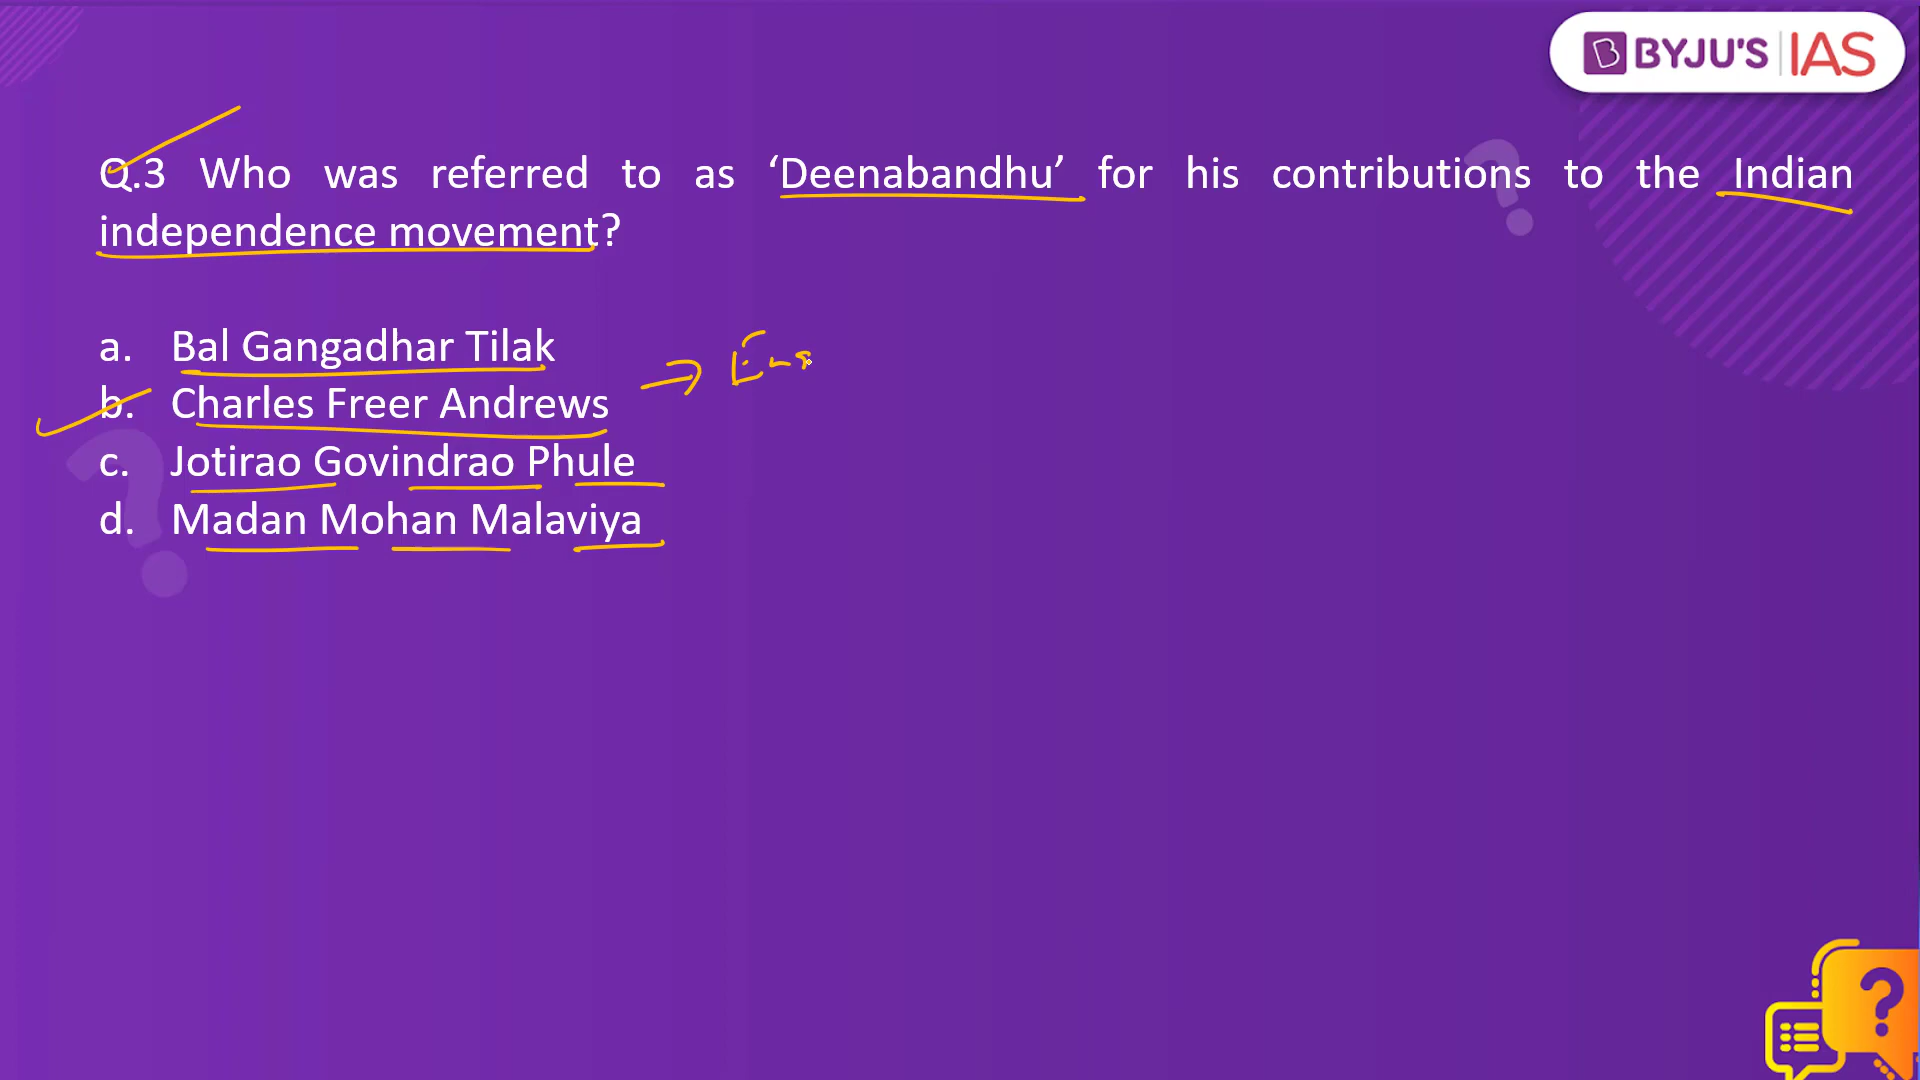 BYJU'S IAS
Q.3 Who was referred to as ‘Deenabandhu’ for his contributions to the Indian
independence movement?
a. Bal Gangadhar Tilak
b. Charles Freer Andrews
c. Jotirao Govindrao Phule
d. Madan Mohan Malaviya